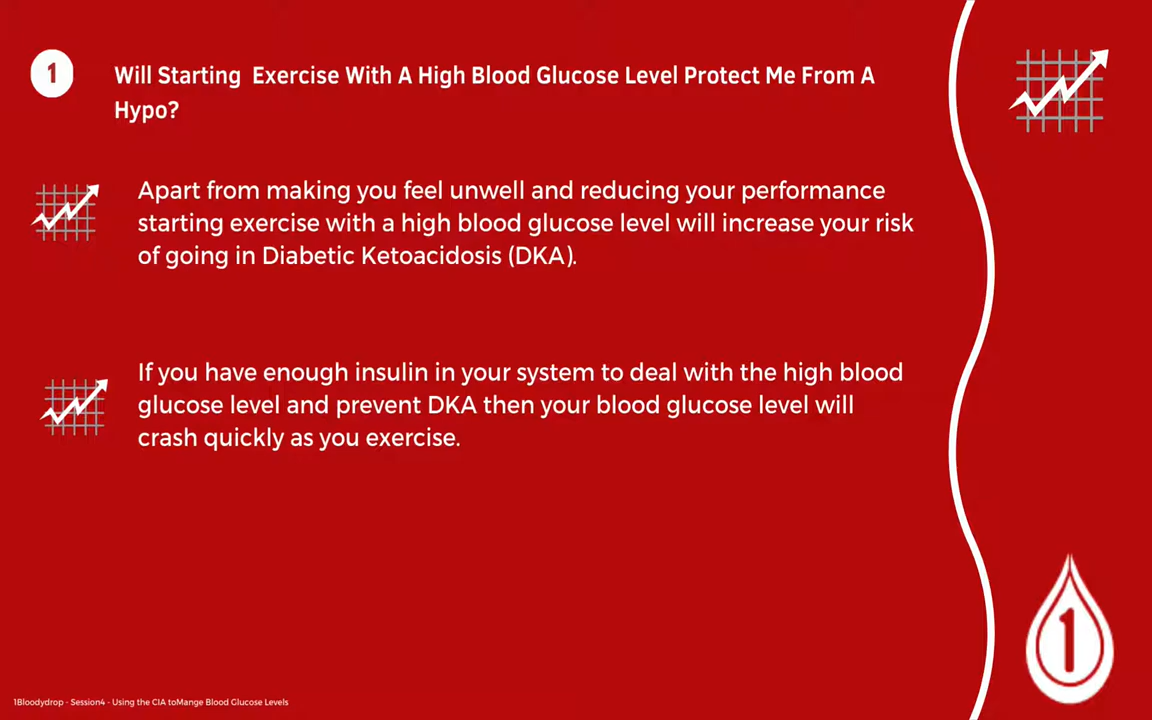 1
Will Starting  Exercise With A High Blood Glucose Level Protect Me From A
Hypo?
Apart from making you feel unwell and reducing your performance
starting exercise with a high blood glucose level will increase your risk
of going in Diabetic Ketoacidosis (DKA).
If you have enough insulin in your system to deal with the high blood
glucose level and prevent DKA then your blood glucose level will
crash quickly as you exercise.
1
1Bloodydrop - Session4 - Using the CIA toMange Blood Glucose Levels